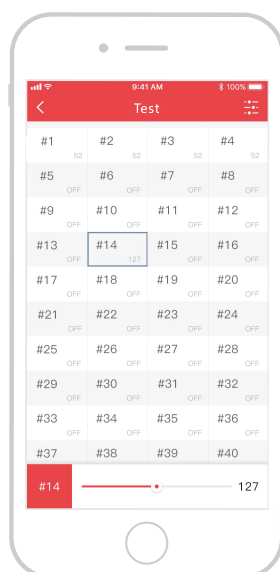 9:41 AM 100%
Test
#1 #2 #3 #4
52 52 52 52
#5 #6 #7 #8
OFF OFF OFF OFF
#9 #10 #11 #12
OFF OFF OFF OFF
#13 #14 #15 #16
OFF 127 OFF OFF
#17 #18 #19 #20
OFF OFF OFF OFF
#21 #22 #23 #24
OFF OFF OFF OFF
#25 #26 #27 #28
OFF OFF OFF OFF
#29 #30 #31 #32
OFF OFF OFF OFF
#33 #34 #35 #36
OFF OFF OFF OFF
#37 #38 #39 #40
#14 127